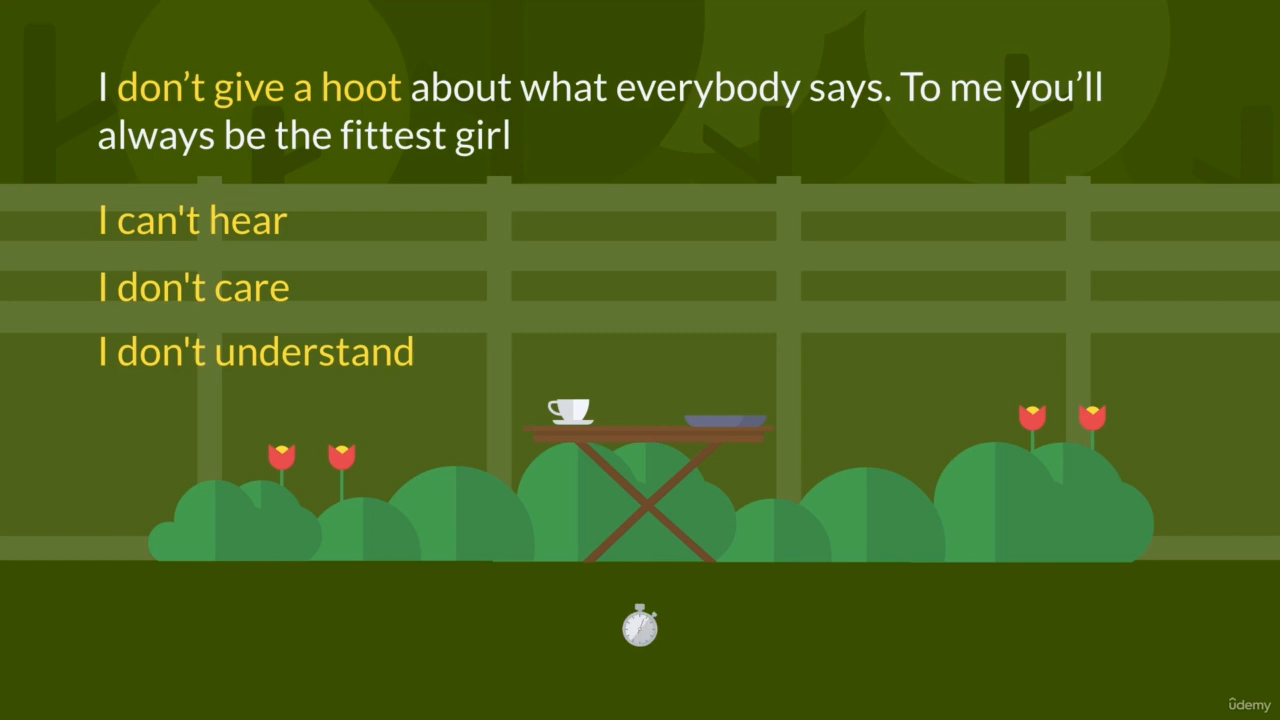 I don’t give a hoot about what everybody says. To me you’ll
always be the fittest girl
I can't hear
I don't care
I don't understand
ûdemy